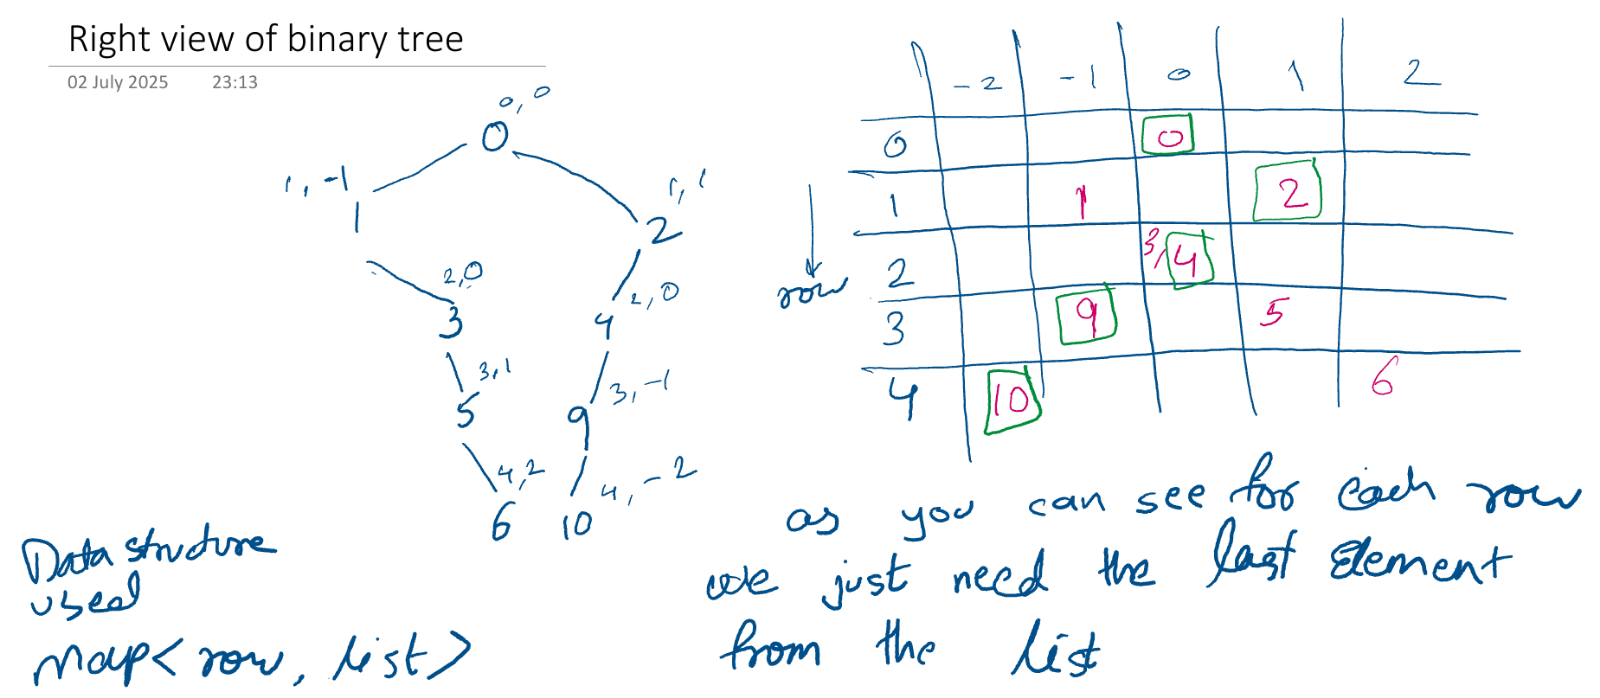 Right view of binary tree
02 July 2025 23:13
0, 0
0
1, -1
1, 1
1
2
2,0
2,0
3
4
3,1
3, -1
5
9
4,2
4, -2
6
10
-2 -1 0 1 2
0 0
1 1 2
row
2 3, 4
3 9 5
4 10 6
as you can see for each row
we just need the last element
from the list
Data structure
used
Map< row, list>